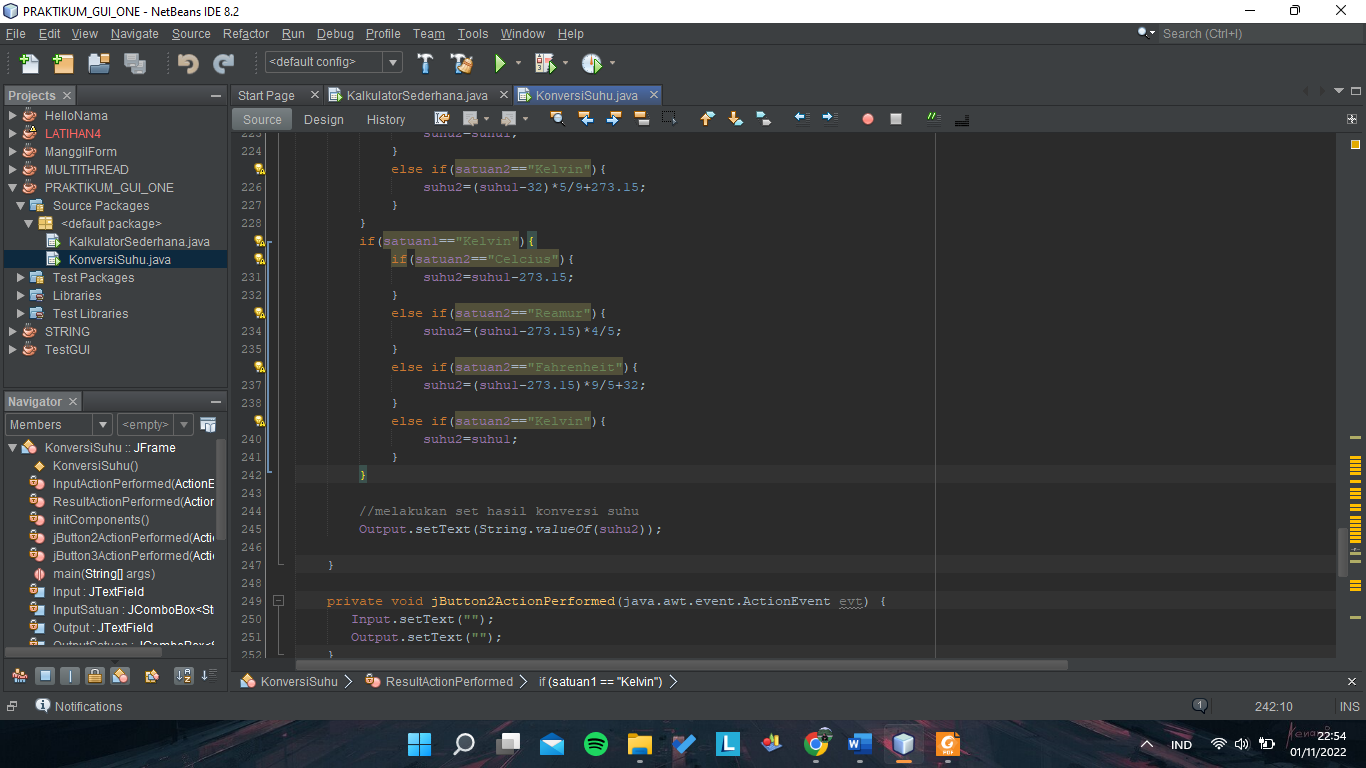 PRAKTIKUM_GUI_ONE - NetBeans IDE 8.2
File Edit View Navigate Source Refactor Run Debug Profile Team Tools Window Help
Search (Ctrl+I)
<default config>
Projects
HelloNama
LATIHAN4
ManggilForm
MULTITHREAD
PRAKTIKUM_GUI_ONE
Source Packages
<default package>
KalkulatorSederhana.java
KonversiSuhu.java
Test Packages
Libraries
Test Libraries
STRING
TestGUI
Navigator
Members
<empty>
KonversiSuhu :: JFrame
KonversiSuhu()
InputActionPerformed(ActionE
ResultActionPerformed(Action
initComponents()
jButton2ActionPerformed(Acti
jButton3ActionPerformed(Acti
main(String[] args)
Input : JTextField
InputSatuan : JComboBox<St
Output : JTextField
OutputSatuan : JComboBox<S
Start Page KalkulatorSederhana.java KonversiSuhu.java
Source Design History
223 suhu2=suhu1;
224 }
else if(satuan2=="Kelvin"){
226 suhu2=(suhu1-32)*5/9+273.15;
227 }
228 }
if(satuan1=="Kelvin"){
if(satuan2=="Celcius"){
231 suhu2=suhu1-273.15;
232 }
else if(satuan2=="Reamur"){
234 suhu2=(suhu1-273.15)*4/5;
235 }
else if(satuan2=="Fahrenheit"){
237 suhu2=(suhu1-273.15)*9/5+32;
238 }
else if(satuan2=="Kelvin"){
240 suhu2=suhu1;
241 }
242 }
243
244 //melakukan set hasil konversi suhu
245 Output.setText(String.valueOf(suhu2));
246
247 }
248
249 private void jButton2ActionPerformed(java.awt.event.ActionEvent evt) {
250 Input.setText("");
251 Output.setText("");
252 }
KonversiSuhu ResultActionPerformed if (satuan1 == "Kelvin")
Notifications
1
242:10
INS
IND
22:54
01/11/2022